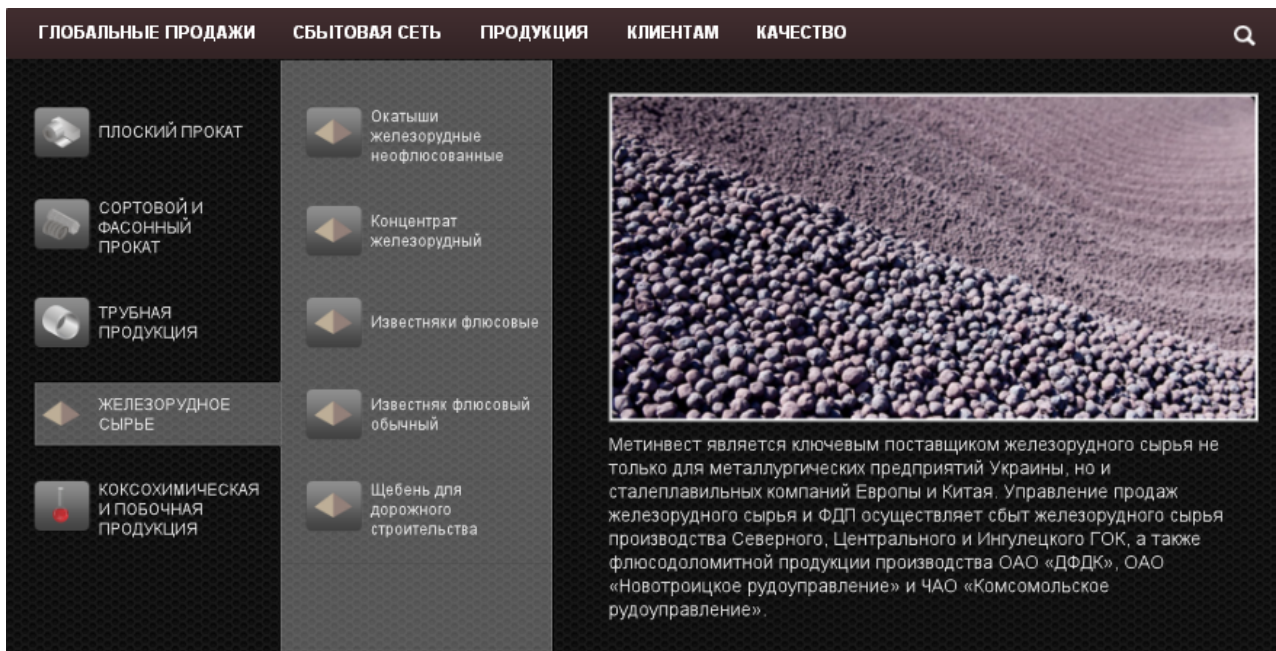 ГЛОБАЛЬНЫЕ ПРОДАЖИ СБЫТОВАЯ СЕТЬ ПРОДУКЦИЯ КЛИЕНТАМ КАЧЕСТВО
ПЛОСКИЙ ПРОКАТ
СОРТОВОЙ И
ФАСОННЫЙ
ПРОКАТ
ТРУБНАЯ
ПРОДУКЦИЯ
ЖЕЛЕЗОРУДНОЕ
СЫРЬЕ
КОКСОХИМИЧЕСКАЯ
И ПОБОЧНАЯ
ПРОДУКЦИЯ
Окатыши
железорудные
неофлюсованные
Концентрат
железорудный
Известняки флюсовые
Известняк флюсовый
обычный
Щебень для
дорожного
строительства
Метинвест является ключевым поставщиком железорудного сырья не
только для металлургических предприятий Украины, но и
сталеплавильных компаний Европы и Китая. Управление продаж
железорудного сырья и ФДП осуществляет сбыт железорудного сырья
производства Северного, Центрального и Ингулецкого ГОК, а также
флюсодоломитной продукции производства ОАО «ДФДК», ОАО
«Новотроицкое рудоуправление» и ЧАО «Комсомольское
рудоуправление».